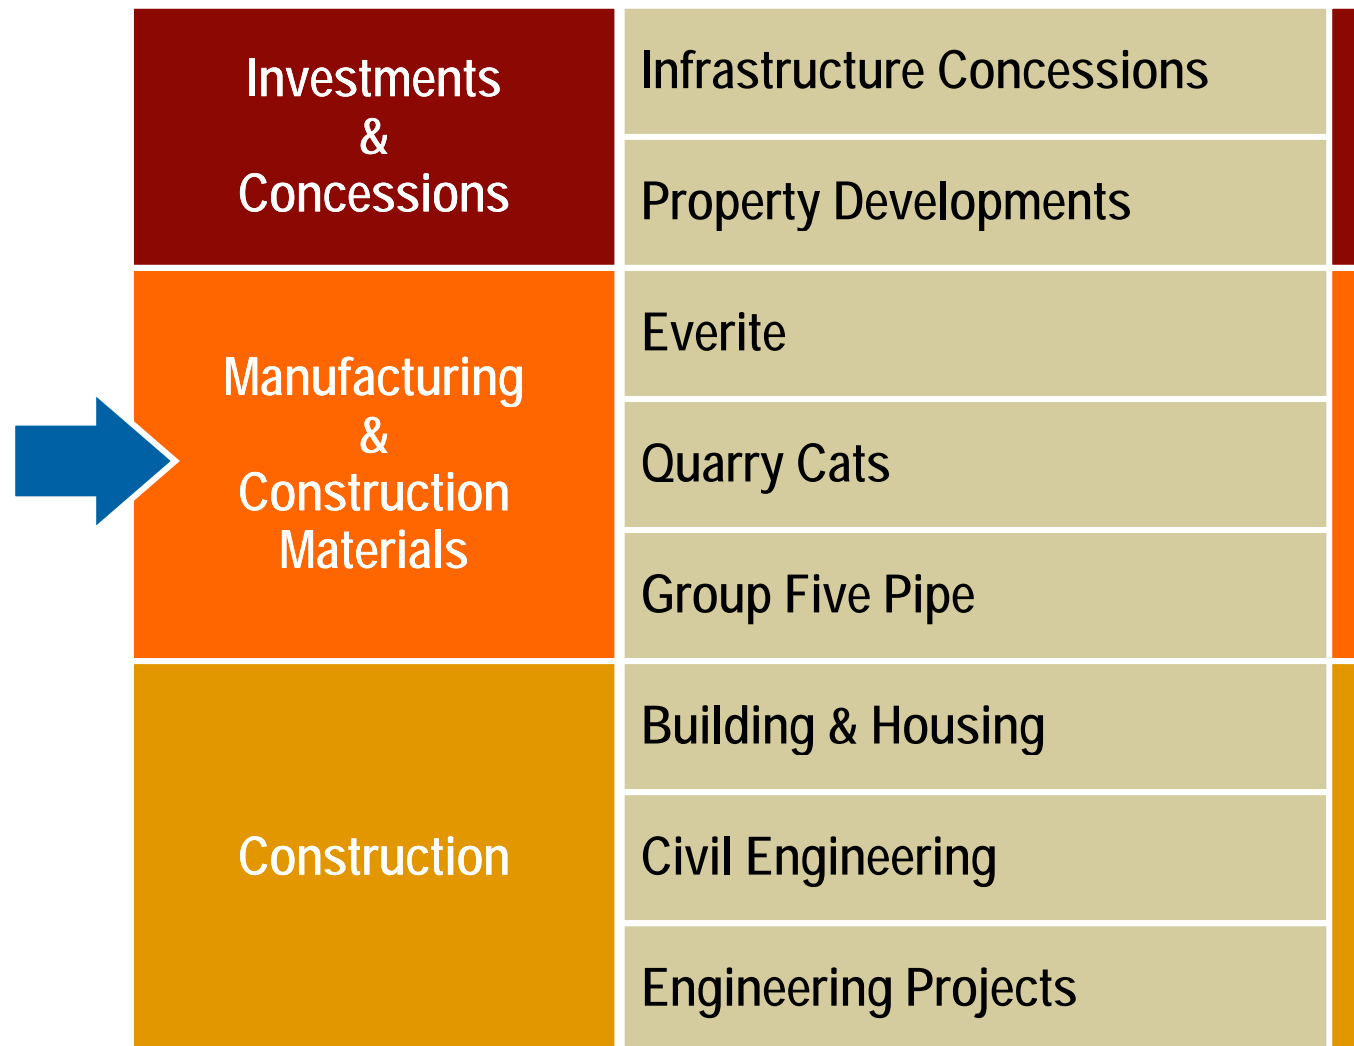 Investments
&
Concessions
Infrastructure Concessions
Property Developments
Manufacturing
&
Construction
Materials
Everite
Quarry Cats
Group Five Pipe
Construction
Building & Housing
Civil Engineering
Engineering Projects